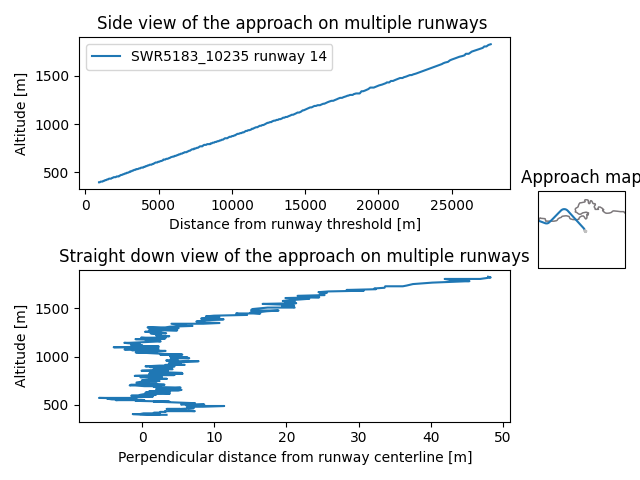 Side view of the approach on multiple runways
SWR5183_10235 runway 14
Altitude [m]
1500
1000
500
0 5000 10000 15000 20000 25000
Distance from runway threshold [m]
Approach map
Straight down view of the approach on multiple runways
Altitude [m]
1500
1000
500
0 10 20 30 40 50
Perpendicular distance from runway centerline [m]